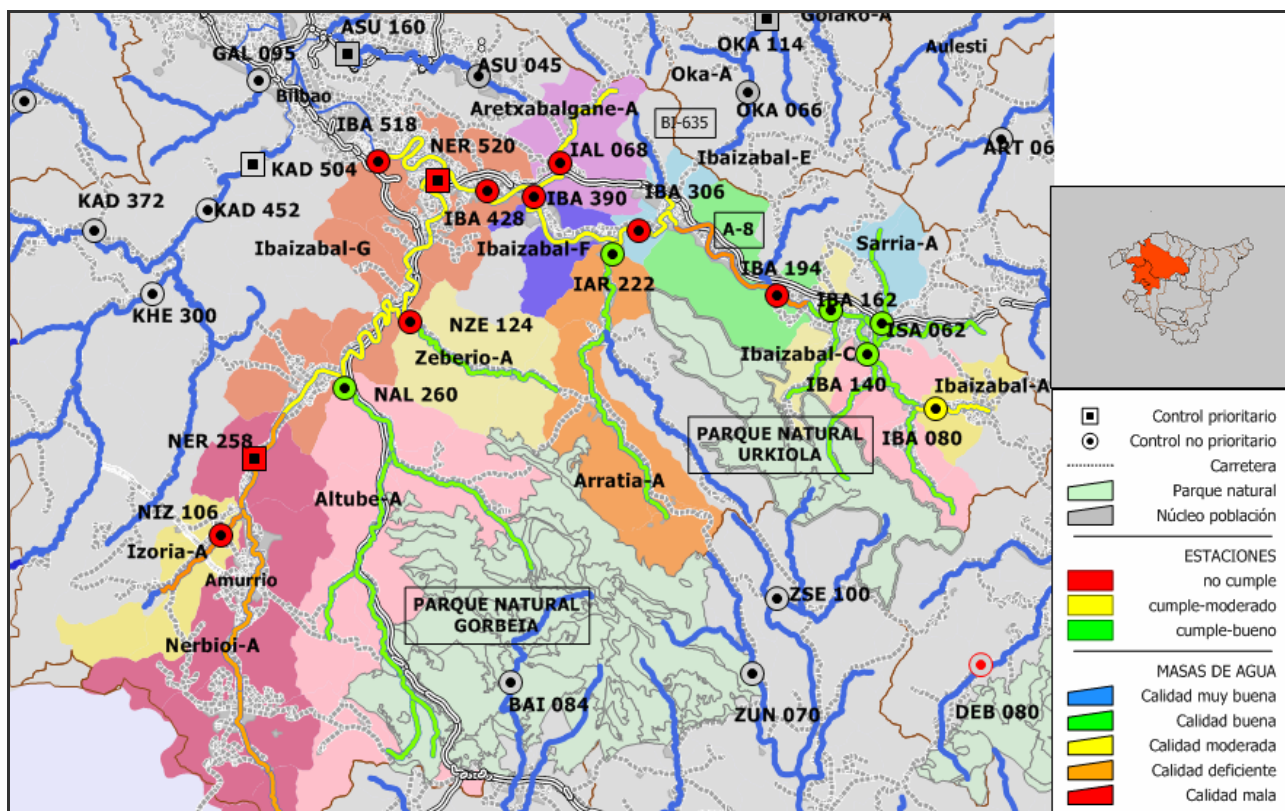 Golako-A
ASU 160
OKA 114
Aulesti
GAL 095
8
ASU 045
Oka-A
Bilbao
Aretxabalgane-A
OKA 066
IBA 518
BI-635
NER 520
IAL 068
Ibaizabal-E
ART 06
KAD 504
KAD 372
KAD 452
IBA 428
IBA 390
IBA 306
A-8
Ibaizabal-G
Ibaizabal-F
Sarria-A
IBA 194
IAR 222
IBA 162
KHE 300
NZE 124
ISA 062
Zeberio-A
Ibaizabal-C
IBA 140
Ibaizabal-A
NAL 260
IBA 080
NER 258
PARQUE NATURAL
URKIOLA
Altube-A
Arratia-A
NIZ 106
Izoria-A
Amurrio
PARQUE NATURAL
GORBEIA
ZSE 100
Nerbioi-A
BAI 084
ZUN 070
DEB 080
Control prioritario
Control no prioritario
Carretera
Parque natural
Núcleo población
ESTACIONES
no cumple
cumple-moderado
cumple-bueno
MASAS DE AGUA
Calidad muy buena
Calidad buena
Calidad moderada
Calidad deficiente
Calidad mala